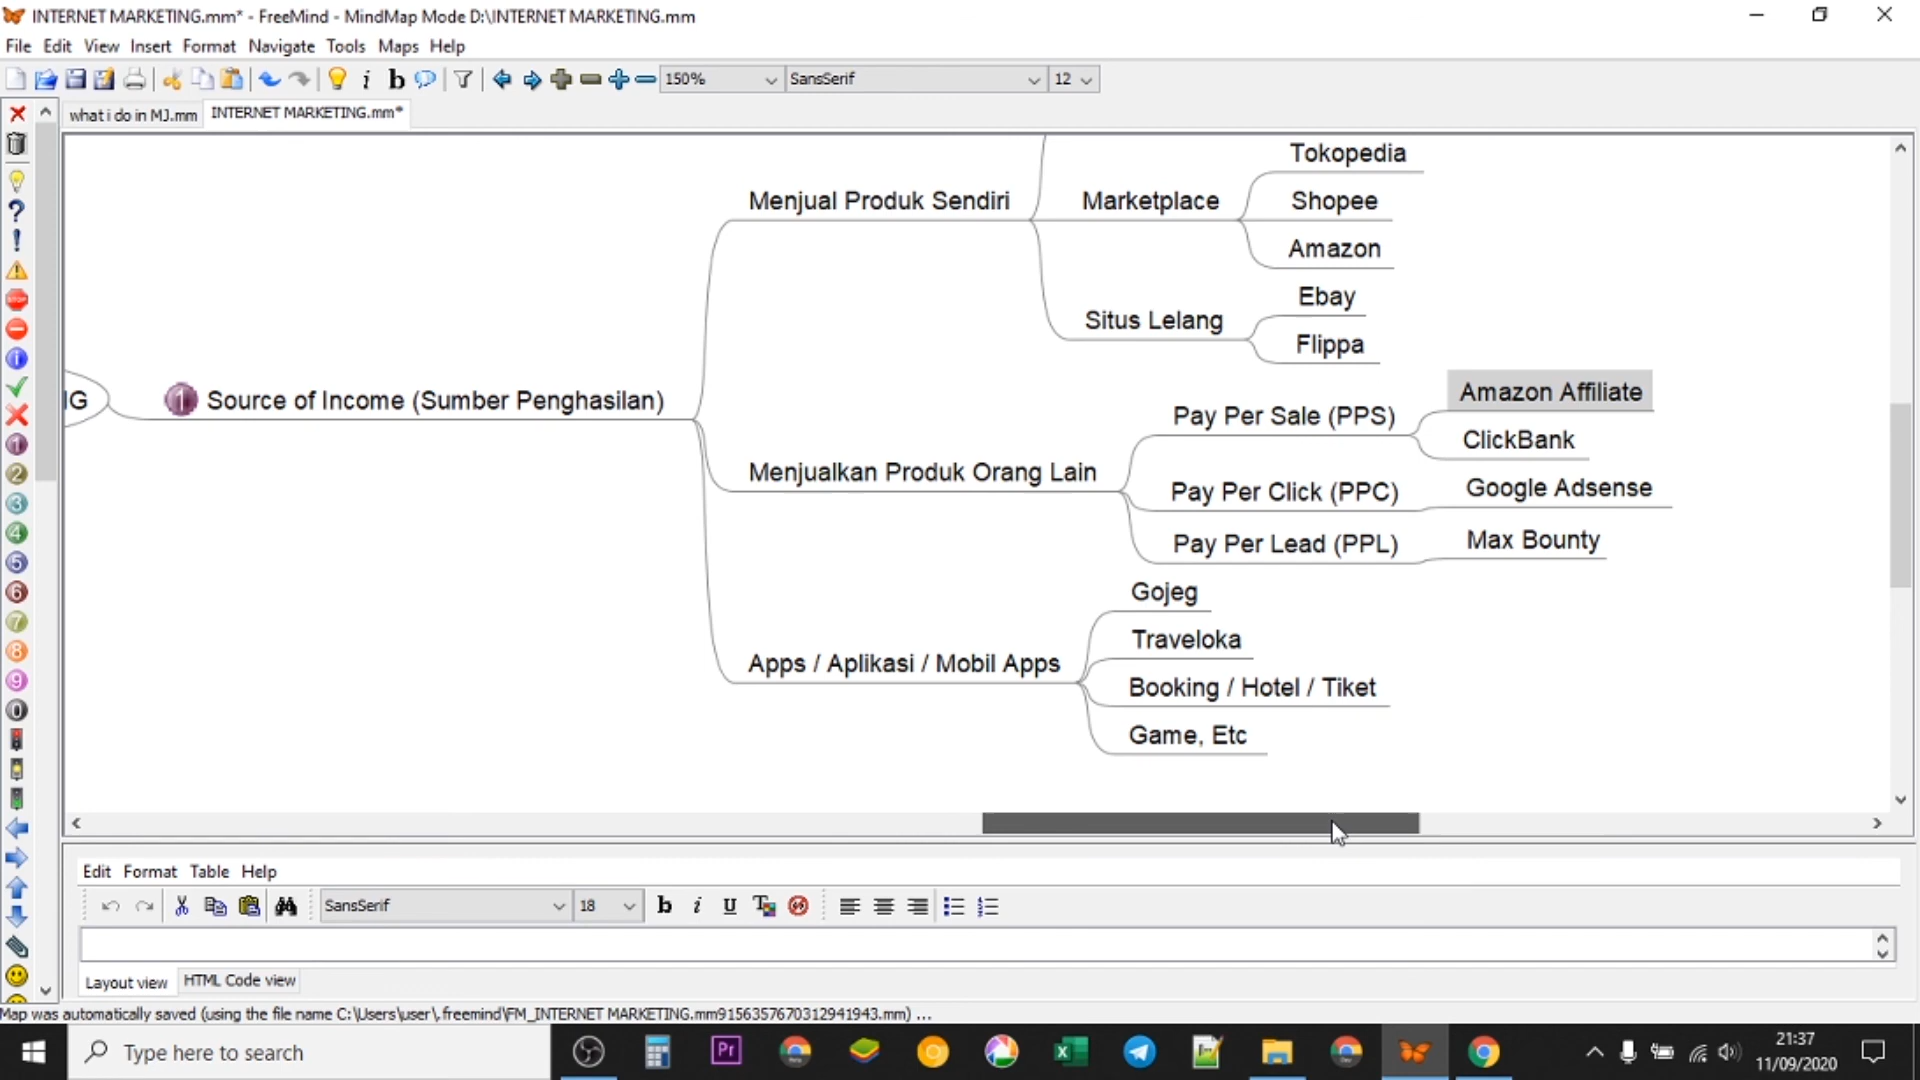 INTERNET MARKETING.mm* - FreeMind - MindMap Mode D:\INTERNET MARKETING.mm
File Edit View Insert Format Navigate Tools Maps Help
150% SansSerif 12
what i do in MJ.mm INTERNET MARKETING.mm*
Tokopedia
Menjual Produk Sendiri Marketplace Shopee
Amazon
Ebay
Situs Lelang
Flippa
IG 1 Source of Income (Sumber Penghasilan)
Amazon Affiliate
Pay Per Sale (PPS)
ClickBank
Menjualkan Produk Orang Lain
Pay Per Click (PPC) Google Adsense
Pay Per Lead (PPL) Max Bounty
Gojeg
Traveloka
Apps / Aplikasi / Mobil Apps
Booking / Hotel / Tiket
Game, Etc
Edit Format Table Help
SansSerif 18 b i U
Layout view HTML Code view
Map was automatically saved (using the file name C:\Users\user\.freemind\FM_INTERNET MARKETING.mm9156357670312941943.mm) ...
Type here to search
21:37
11/09/2020